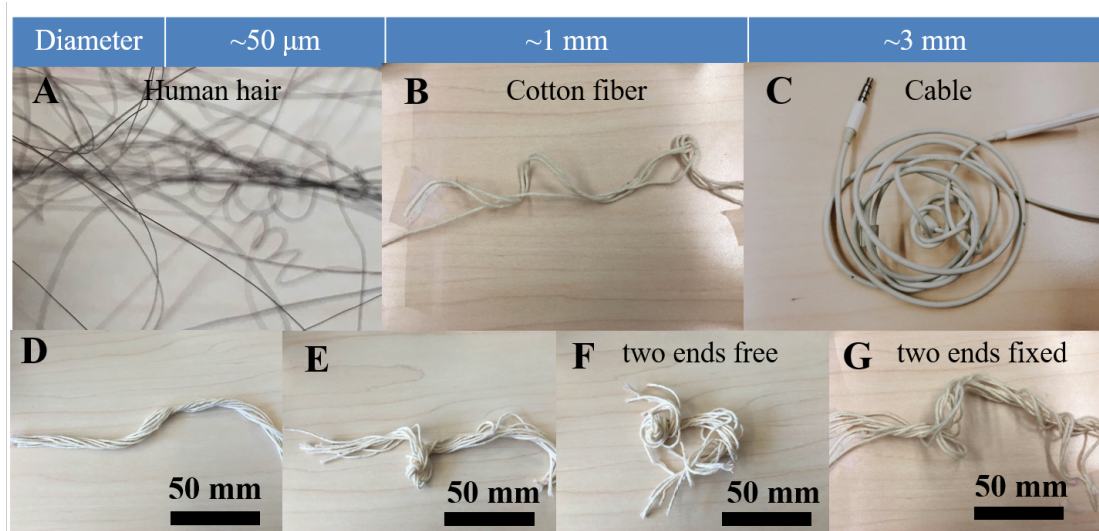 Diameter ~50 μm ~1 mm ~3 mm
A Human hair B Cotton fiber C Cable
D E F two ends free G two ends fixed
50 mm 50 mm 50 mm 50 mm